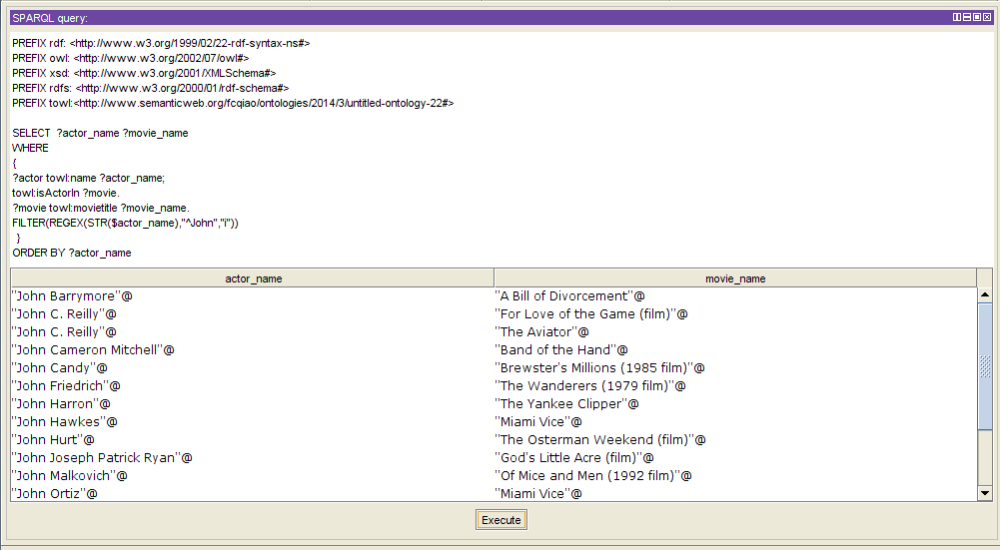 SPARQL query:
PREFIX rdf: <http://www.w3.org/1999/02/22-rdf-syntax-ns#>
PREFIX owl: <http://www.w3.org/2002/07/owl#>
PREFIX xsd: <http://www.w3.org/2001/XMLSchema#>
PREFIX rdfs: <http://www.w3.org/2000/01/rdf-schema#>
PREFIX towl:<http://www.semanticweb.org/fcqiao/ontologies/2014/3/untitled-ontology-22#>
SELECT ?actor_name ?movie_name
WHERE
{
?actor towl:name ?actor_name;
towl:isActorIn ?movie.
?movie towl:movietitle ?movie_name.
FILTER(REGEX(STR($actor_name),"^John","i"))
}
ORDER BY ?actor_name
actor_name movie_name
"John Barrymore"@ "A Bill of Divorcement"@
"John C. Reilly"@ "For Love of the Game (film)"@
"John C. Reilly"@ "The Aviator"@
"John Cameron Mitchell"@ "Band of the Hand"@
"John Candy"@ "Brewster's Millions (1985 film)"@
"John Friedrich"@ "The Wanderers (1979 film)"@
"John Harron"@ "The Yankee Clipper"@
"John Hawkes"@ "Miami Vice"@
"John Hurt"@ "The Osterman Weekend (film)"@
"John Joseph Patrick Ryan"@ "God's Little Acre (film)"@
"John Malkovich"@ "Of Mice and Men (1992 film)"@
"John Ortiz"@ "Miami Vice"@
Execute